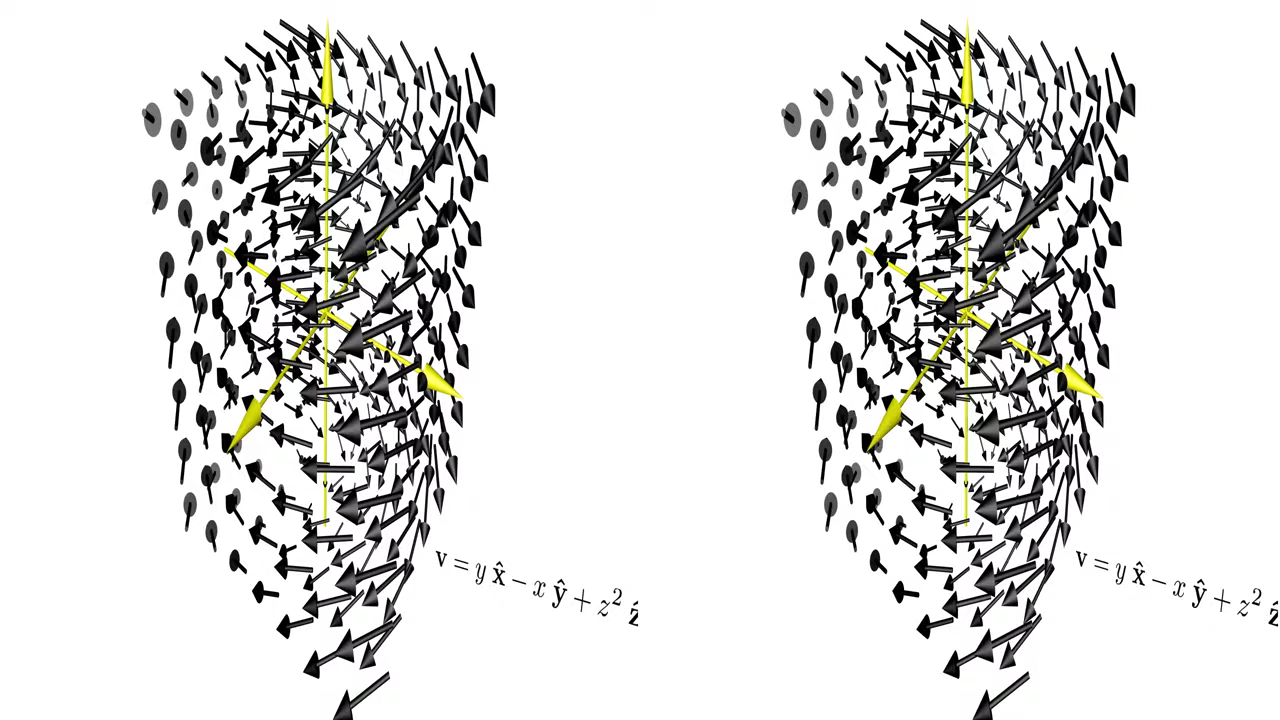 v = y x̂ − x ŷ + z² ẑ
v = y x̂ − x ŷ + z² ẑ